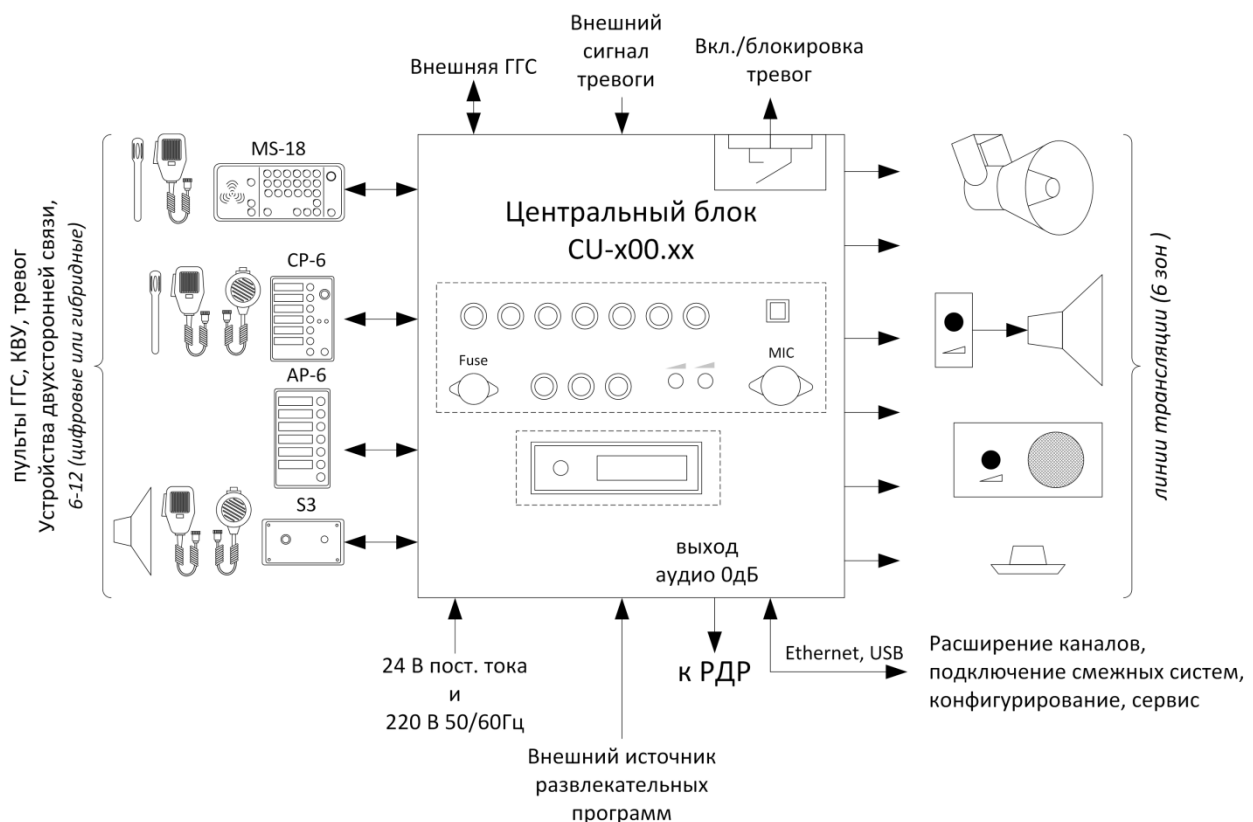 Внешняя ГГС
Внешний
сигнал
тревоги
Вкл./блокировка
тревог
пульты ГГС, КВУ, тревог
Устройства двухсторонней связи,
6-12 (цифровые или гибридные)
MS-18
CP-6
AP-6
S3
Центральный блок
CU-x00.xx
Fuse
MIC
выход
аудио 0дБ
линии трансляции (6 зон )
24 В пост. тока
и
220 В 50/60Гц
Внешний источник
развлекательных
программ
к РДР
Ethernet, USB
Расширение каналов,
подключение смежных систем,
конфигурирование, сервис